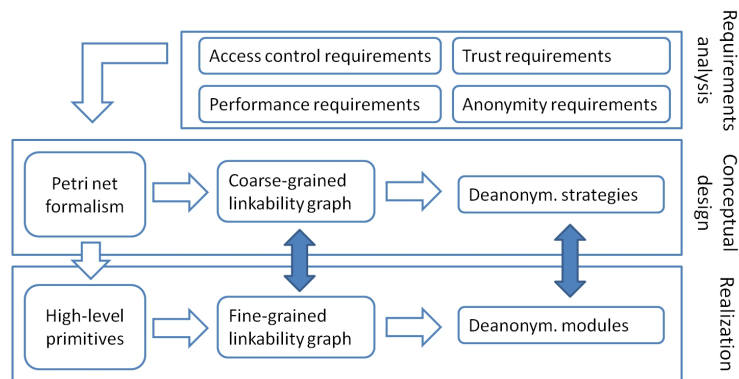 Access control requirements
Trust requirements
Performance requirements
Anonymity requirements
Requirements
analysis
Petri net
formalism
Coarse-grained
linkability graph
Deanonym. strategies
Conceptual
design
High-level
primitives
Fine-grained
linkability graph
Deanonym. modules
Realization